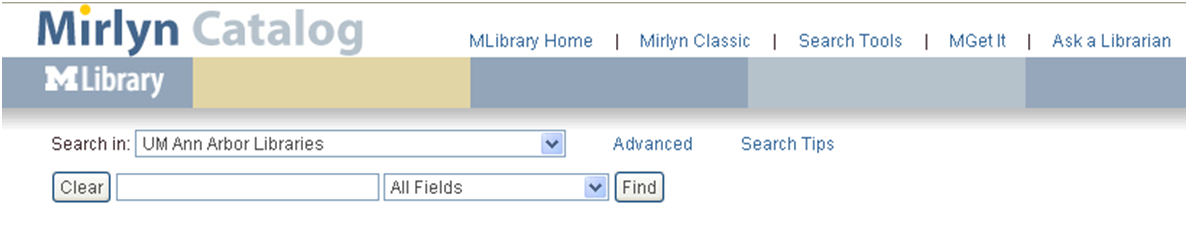 Mirlyn Catalog
MLibrary Home | Mirlyn Classic | Search Tools | MGet It | Ask a Librarian
M Library
Search in: UM Ann Arbor Libraries Advanced Search Tips
Clear All Fields Find